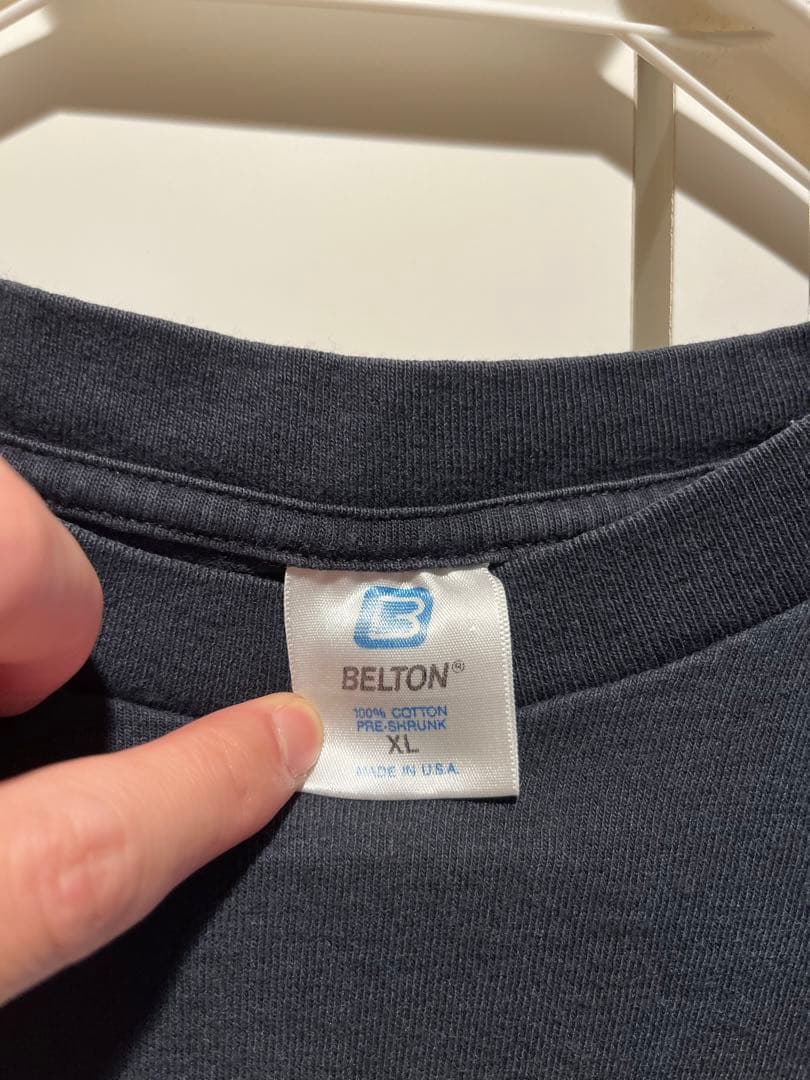 B
BELTON®
100% COTTON
PRE-SHRUNK
XL
MADE IN U.S.A.